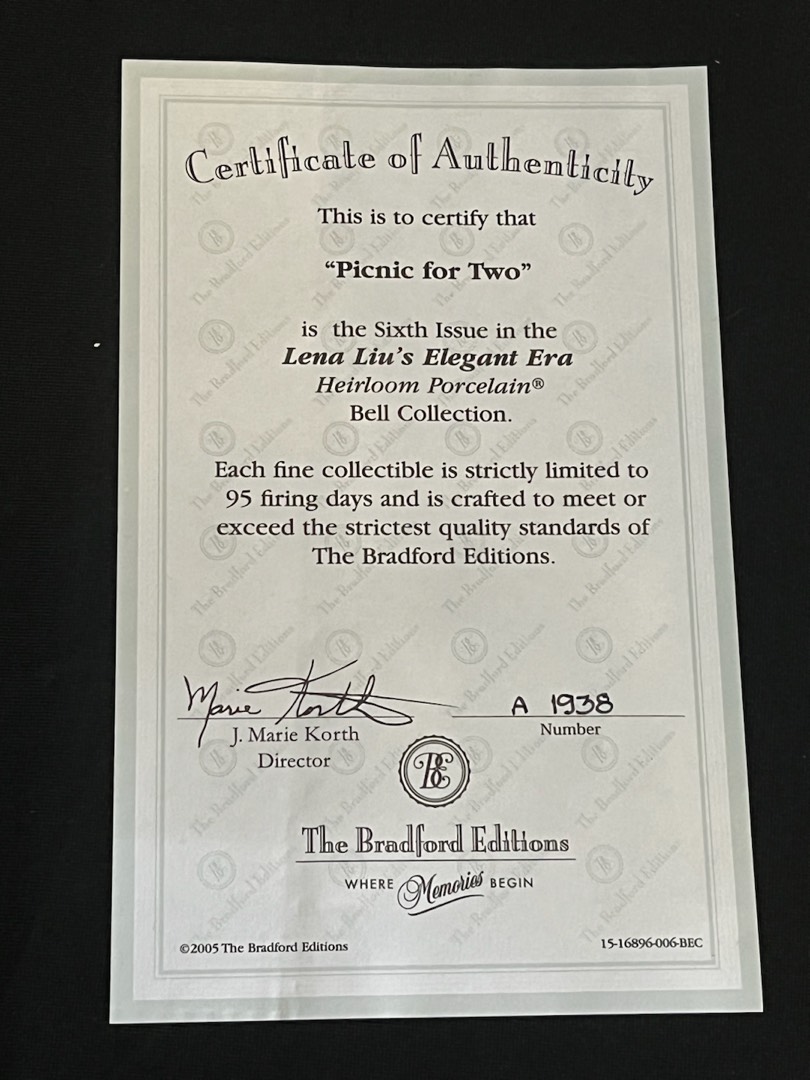 Certificate of Authenticity
This is to certify that
“Picnic for Two”
is the Sixth Issue in the
Lena Liu’s Elegant Era
Heirloom Porcelain®
Bell Collection.
Each fine collectible is strictly limited to
95 firing days and is crafted to meet or
exceed the strictest quality standards of
The Bradford Editions.
Marie Korth
A 1938
J. Marie Korth
Number
Director
BE
The Bradford Editions
WHERE Memories BEGIN
©2005 The Bradford Editions
15-16896-006-BEC